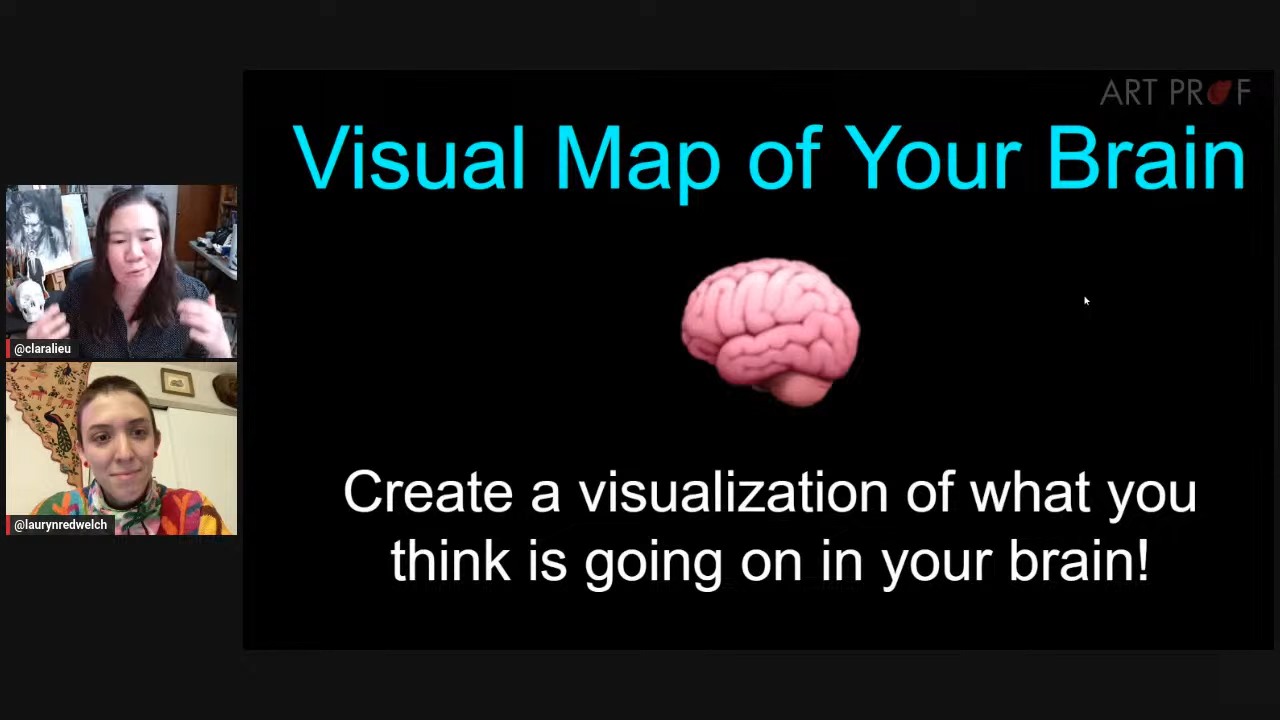 ART PROF
Visual Map of Your Brain
@claralieu
@laurynredwelch
Create a visualization of what you
think is going on in your brain!